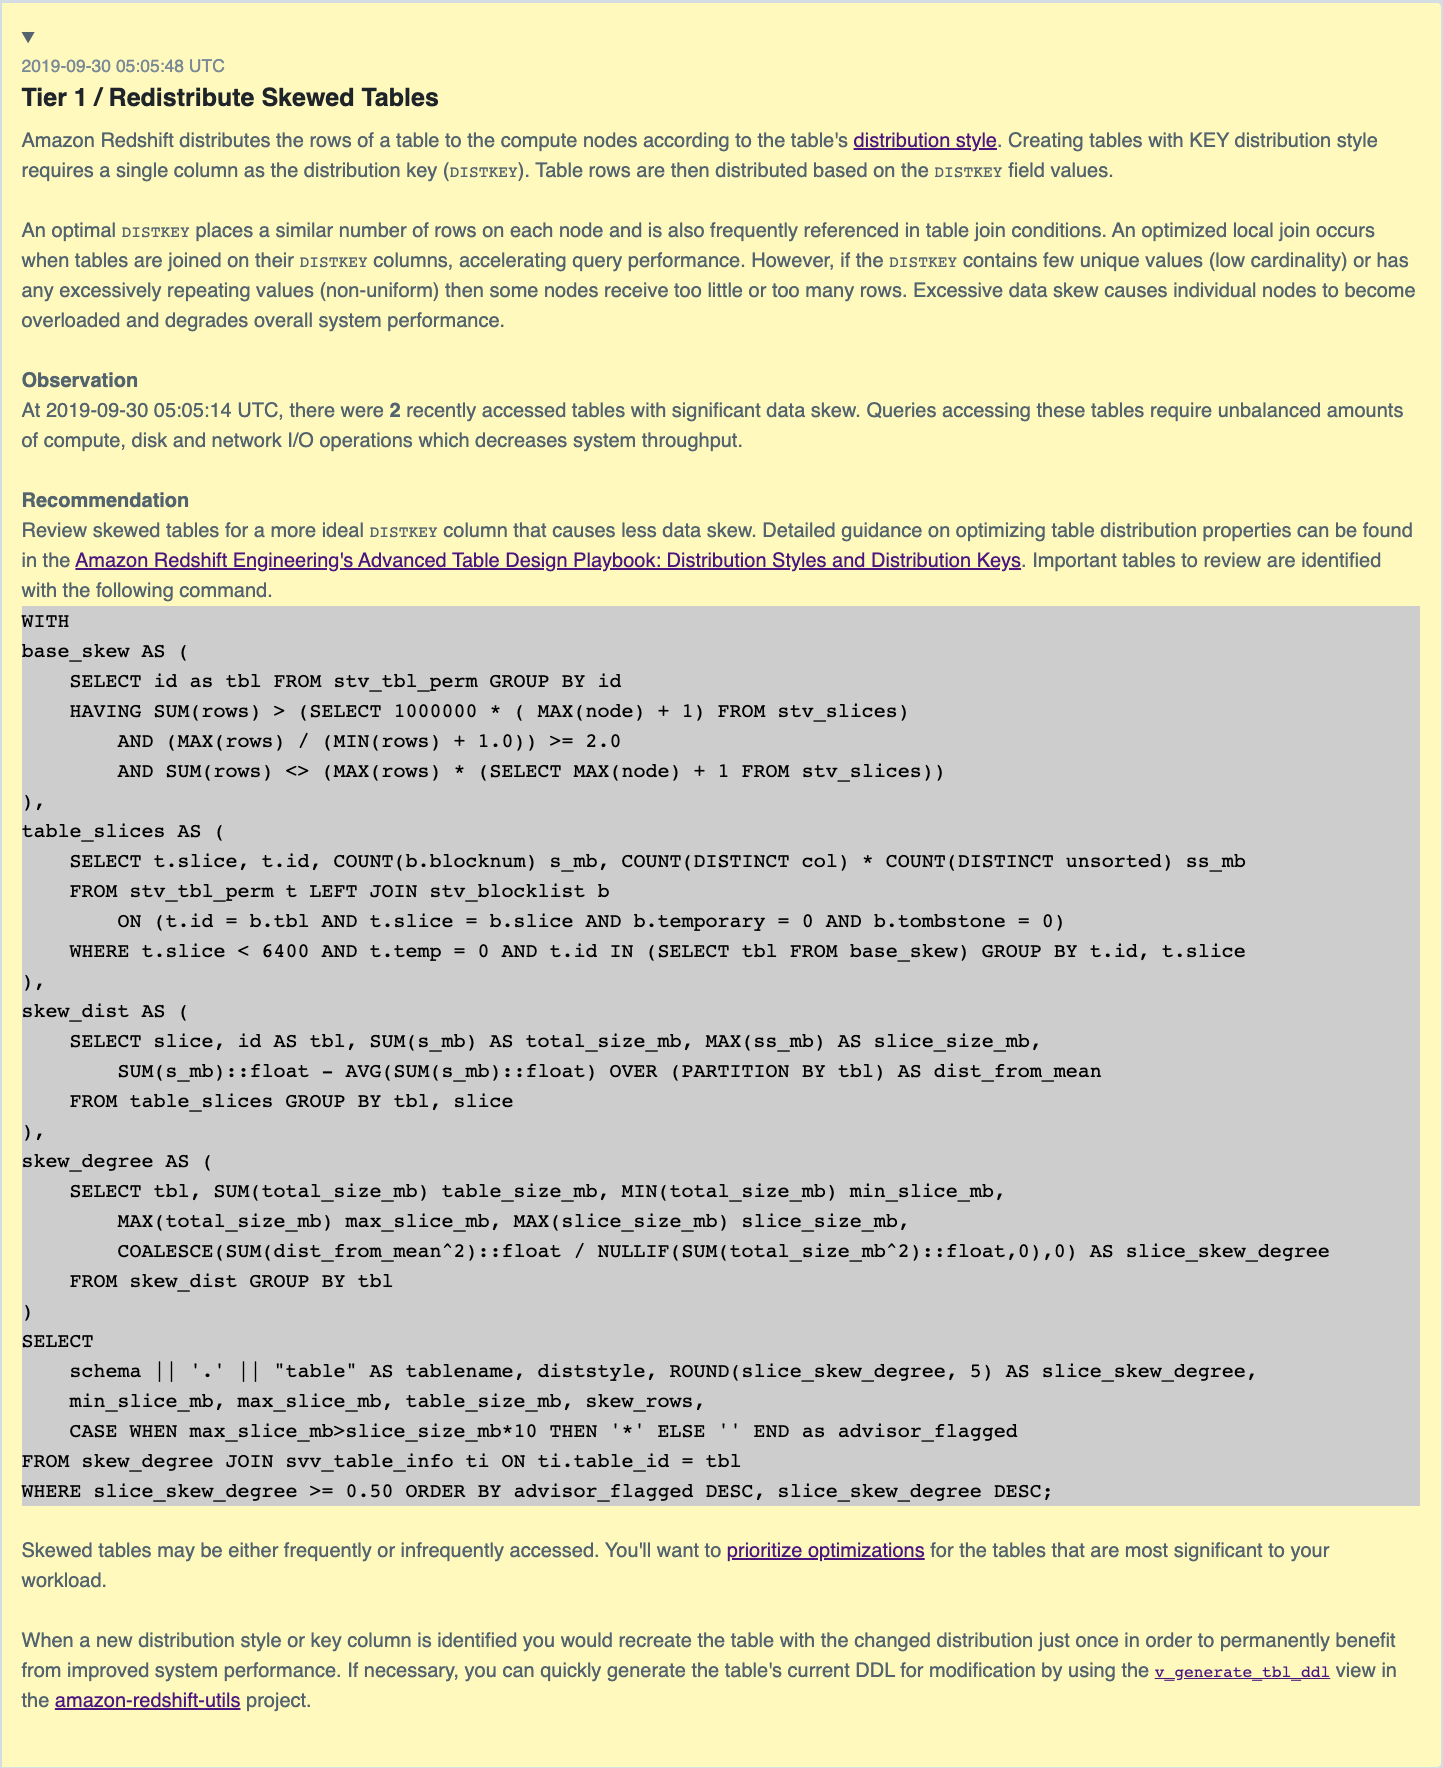 ▼
2019-09-30 05:05:48 UTC
Tier 1 / Redistribute Skewed Tables
Amazon Redshift distributes the rows of a table to the compute nodes according to the table's distribution style. Creating tables with KEY distribution style
requires a single column as the distribution key (DISTKEY). Table rows are then distributed based on the DISTKEY field values.
An optimal DISTKEY places a similar number of rows on each node and is also frequently referenced in table join conditions. An optimized local join occurs
when tables are joined on their DISTKEY columns, accelerating query performance. However, if the DISTKEY contains few unique values (low cardinality) or has
any excessively repeating values (non-uniform) then some nodes receive too little or too many rows. Excessive data skew causes individual nodes to become
overloaded and degrades overall system performance.
Observation
At 2019-09-30 05:05:14 UTC, there were 2 recently accessed tables with significant data skew. Queries accessing these tables require unbalanced amounts
of compute, disk and network I/O operations which decreases system throughput.
Recommendation
Review skewed tables for a more ideal DISTKEY column that causes less data skew. Detailed guidance on optimizing table distribution properties can be found
in the Amazon Redshift Engineering's Advanced Table Design Playbook: Distribution Styles and Distribution Keys. Important tables to review are identified
with the following command.
WITH
base_skew AS (
    SELECT id as tbl FROM stv_tbl_perm GROUP BY id
    HAVING SUM(rows) > (SELECT 1000000 * ( MAX(node) + 1) FROM stv_slices)
        AND (MAX(rows) / (MIN(rows) + 1.0)) >= 2.0
        AND SUM(rows) <> (MAX(rows) * (SELECT MAX(node) + 1 FROM stv_slices))
),
table_slices AS (
    SELECT t.slice, t.id, COUNT(b.blocknum) s_mb, COUNT(DISTINCT col) * COUNT(DISTINCT unsorted) ss_mb
    FROM stv_tbl_perm t LEFT JOIN stv_blocklist b
        ON (t.id = b.tbl AND t.slice = b.slice AND b.temporary = 0 AND b.tombstone = 0)
    WHERE t.slice < 6400 AND t.temp = 0 AND t.id IN (SELECT tbl FROM base_skew) GROUP BY t.id, t.slice
),
skew_dist AS (
    SELECT slice, id AS tbl, SUM(s_mb) AS total_size_mb, MAX(ss_mb) AS slice_size_mb,
        SUM(s_mb)::float - AVG(SUM(s_mb)::float) OVER (PARTITION BY tbl) AS dist_from_mean
    FROM table_slices GROUP BY tbl, slice
),
skew_degree AS (
    SELECT tbl, SUM(total_size_mb) table_size_mb, MIN(total_size_mb) min_slice_mb,
        MAX(total_size_mb) max_slice_mb, MAX(slice_size_mb) slice_size_mb,
        COALESCE(SUM(dist_from_mean^2)::float / NULLIF(SUM(total_size_mb^2)::float,0),0) AS slice_skew_degree
    FROM skew_dist GROUP BY tbl
)
SELECT
    schema || '.' || "table" AS tablename, diststyle, ROUND(slice_skew_degree, 5) AS slice_skew_degree,
    min_slice_mb, max_slice_mb, table_size_mb, skew_rows,
    CASE WHEN max_slice_mb>slice_size_mb*10 THEN '*' ELSE '' END as advisor_flagged
FROM skew_degree JOIN svv_table_info ti ON ti.table_id = tbl
WHERE slice_skew_degree >= 0.50 ORDER BY advisor_flagged DESC, slice_skew_degree DESC;
Skewed tables may be either frequently or infrequently accessed. You'll want to prioritize optimizations for the tables that are most significant to your
workload.
When a new distribution style or key column is identified you would recreate the table with the changed distribution just once in order to permanently benefit
from improved system performance. If necessary, you can quickly generate the table's current DDL for modification by using the v_generate_tbl_ddl view in
the amazon-redshift-utils project.